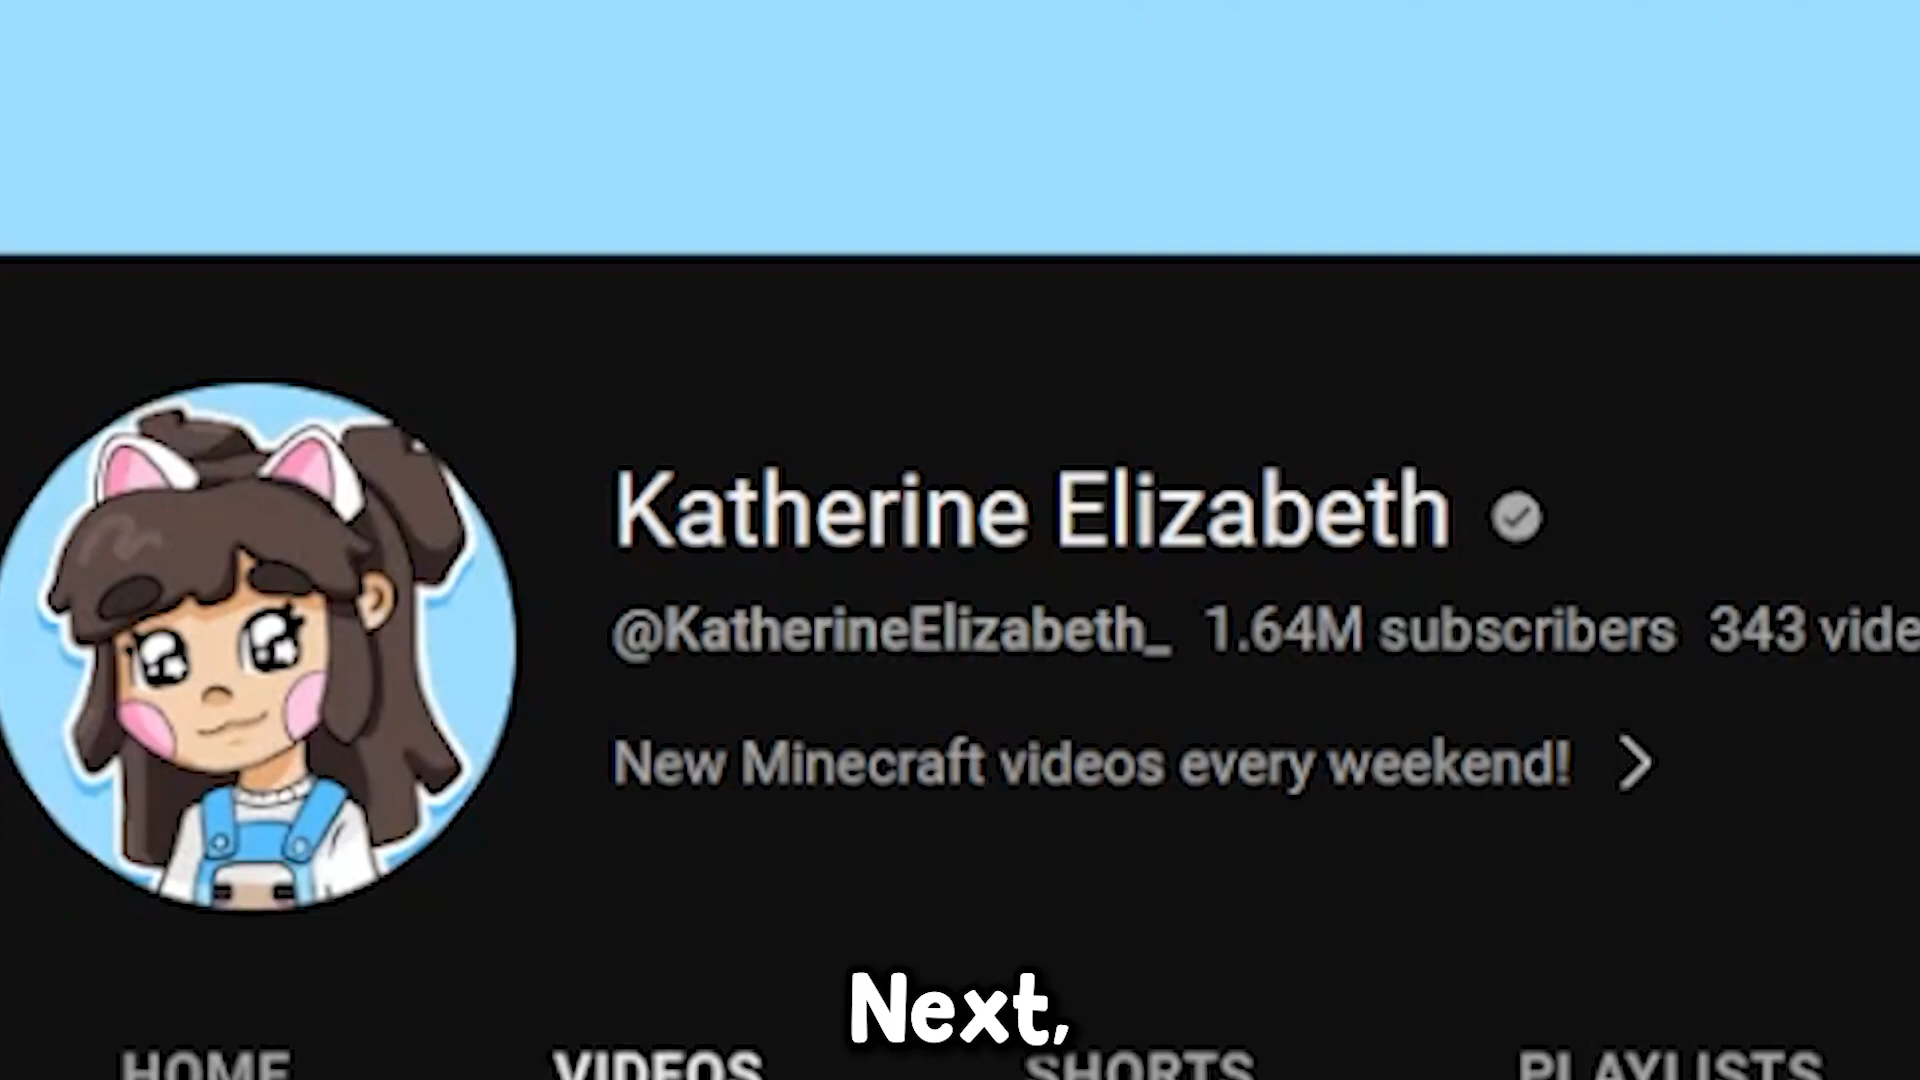 Katherine Elizabeth
@KatherineElizabeth_ 1.64M subscribers 343 vide
New Minecraft videos every weekend!
Next,
HOME VIDEOS SHORTS PLAYLISTS